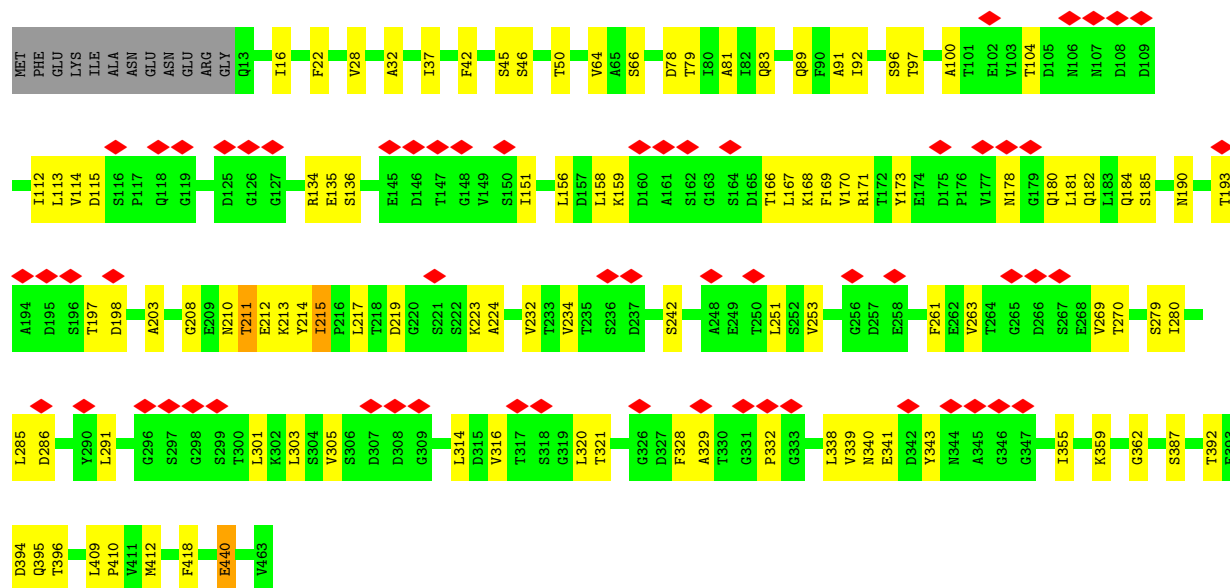 MET PHE GLU LYS ILE ALA ASN GLU ASN GLU ARG GLY Q13 I16 F22 V28 A32 I37 F42 S45 S46 T50 V64 A65 S66 D78 T79 I80 A81 I82 Q83 Q89 F90 A91 I92 S96 T97 A100 T101 E102 V103 T104 D105 N106 N107 D108 D109
I112 L113 V114 D115 S116 P117 Q118 G119 D125 G126 G127 R134 E135 S136 E145 D146 T147 G148 V149 S150 I151 L156 D157 L158 K159 D160 A161 S162 G163 S164 D165 T166 L167 K168 F169 V170 R171 T172 Y173 E174 D175 P176 V177 N178 G179 Q180 L181 Q182 L183 Q184 S185 N190 T193
A194 D195 S196 T197 D198 A203 G208 E209 N210 T211 E212 K213 Y214 I215 P216 L217 T218 D219 G220 S221 S222 K223 A224 V232 T233 V234 T235 S236 D237 S242 A248 E249 T250 L251 S252 V253 G256 D257 E258 F261 E262 V263 T264 G265 D266 S267 E268 V269 T270 S279 I280
L285 D286 Y290 L291 G296 S297 G298 S299 T300 L301 K302 L303 S304 V305 S306 D307 D308 G309 L314 D315 V316 T317 S318 G319 L320 T321 G326 D327 F328 A329 T330 G331 P332 G333 L338 V339 N340 E341 D342 Y343 N344 A345 G346 G347 I355 K359 G362 S387 T392 E393
D394 Q395 T396 L409 P410 V411 M412 F418 E440 V463